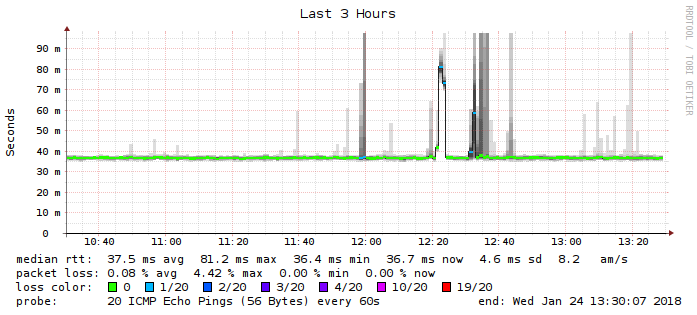 Last 3 Hours
RRDTOOL / TOBI OETIKER
Seconds
90 m
80 m
70 m
60 m
50 m
40 m
30 m
20 m
10 m
0
10:40 11:00 11:20 11:40 12:00 12:20 12:40 13:00 13:20
median rtt: 37.5 ms avg 81.2 ms max 36.4 ms min 36.7 ms now 4.6 ms sd 8.2 am/s
packet loss: 0.08 % avg 4.42 % max 0.00 % min 0.00 % now
loss color: 0 1/20 2/20 3/20 4/20 10/20 19/20
probe: 20 ICMP Echo Pings (56 Bytes) every 60s end: Wed Jan 24 13:30:07 2018